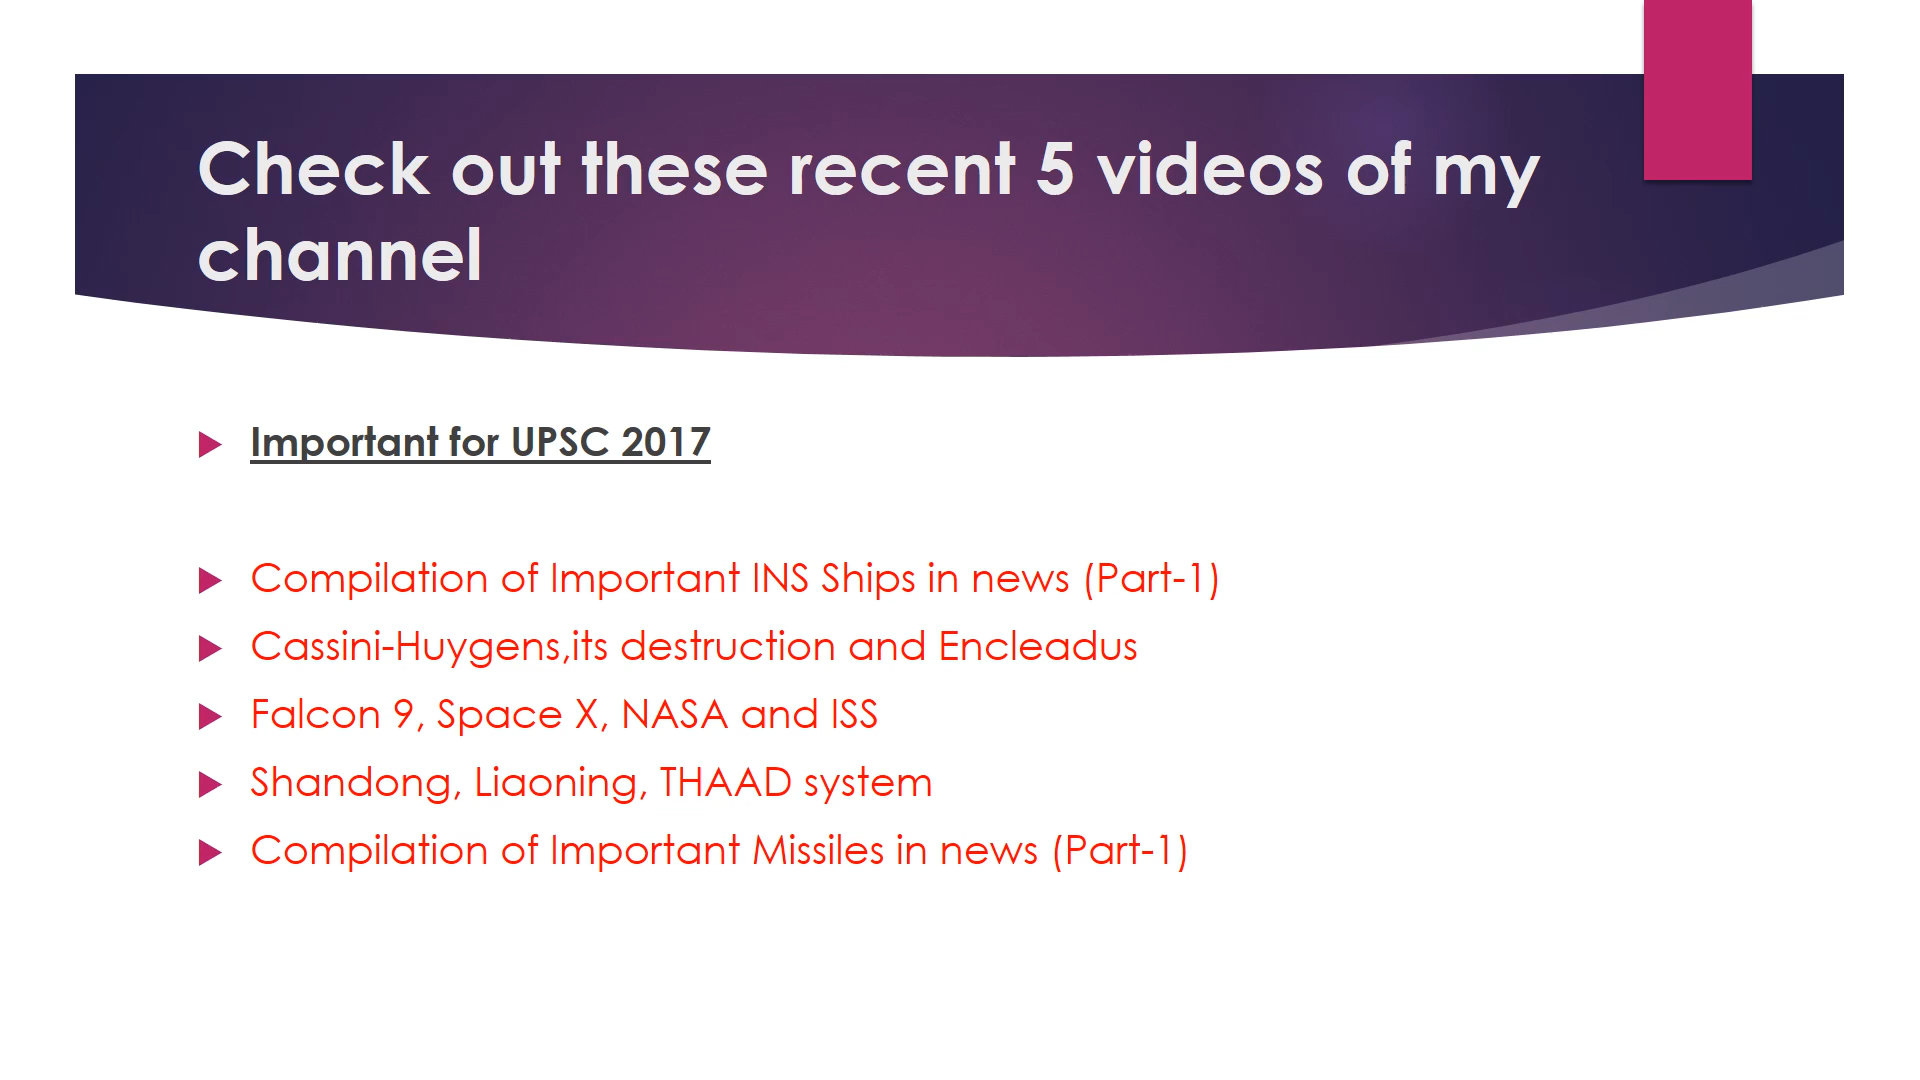 Check out these recent 5 videos of my
channel
Important for UPSC 2017
Compilation of Important INS Ships in news (Part-1)
Cassini-Huygens,its destruction and Encleadus
Falcon 9, Space X, NASA and ISS
Shandong, Liaoning, THAAD system
Compilation of Important Missiles in news (Part-1)